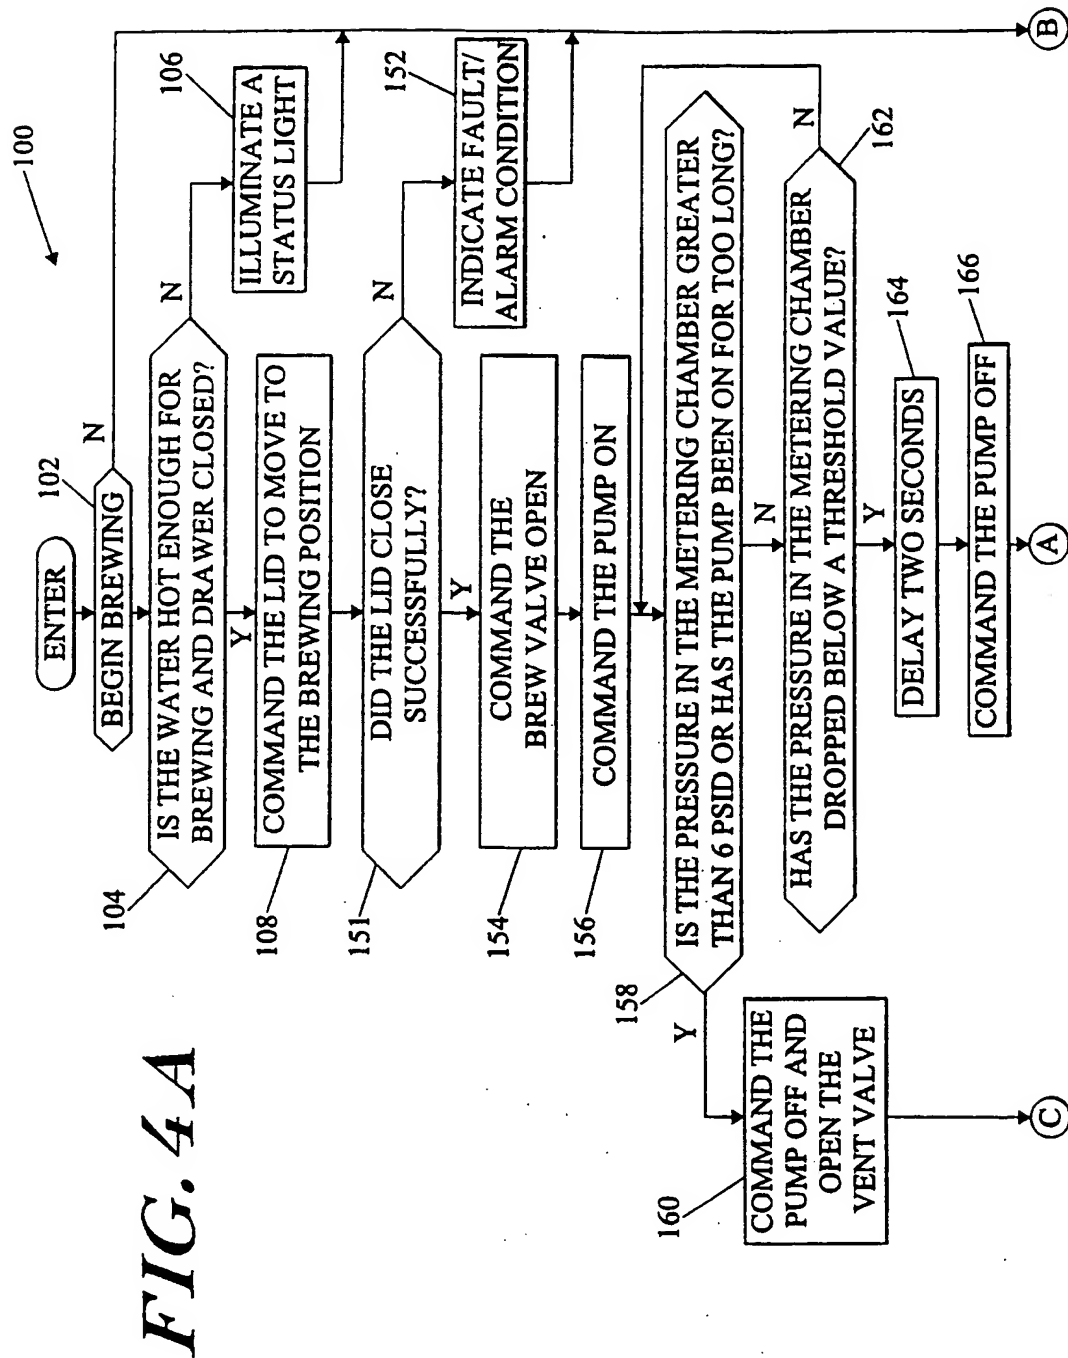 FIG. 4A
100
ENTER
102
BEGIN BREWING
N
104
IS THE WATER HOT ENOUGH FOR
BREWING AND DRAWER CLOSED?
N
Y
106
ILLUMINATE A
STATUS LIGHT
108
COMMAND THE LID TO MOVE TO
THE BREWING POSITION
151
DID THE LID CLOSE
SUCCESSFULLY?
N
Y
152
INDICATE FAULT/
ALARM CONDITION
154
COMMAND THE
BREW VALVE OPEN
156
COMMAND THE PUMP ON
158
IS THE PRESSURE IN THE METERING CHAMBER GREATER
THAN 6 PSID OR HAS THE PUMP BEEN ON FOR TOO LONG?
Y
N
160
COMMAND THE
PUMP OFF AND
OPEN THE
VENT VALVE
162
HAS THE PRESSURE IN THE METERING CHAMBER
DROPPED BELOW A THRESHOLD VALUE?
N
Y
164
DELAY TWO SECONDS
166
COMMAND THE PUMP OFF
C
A
B